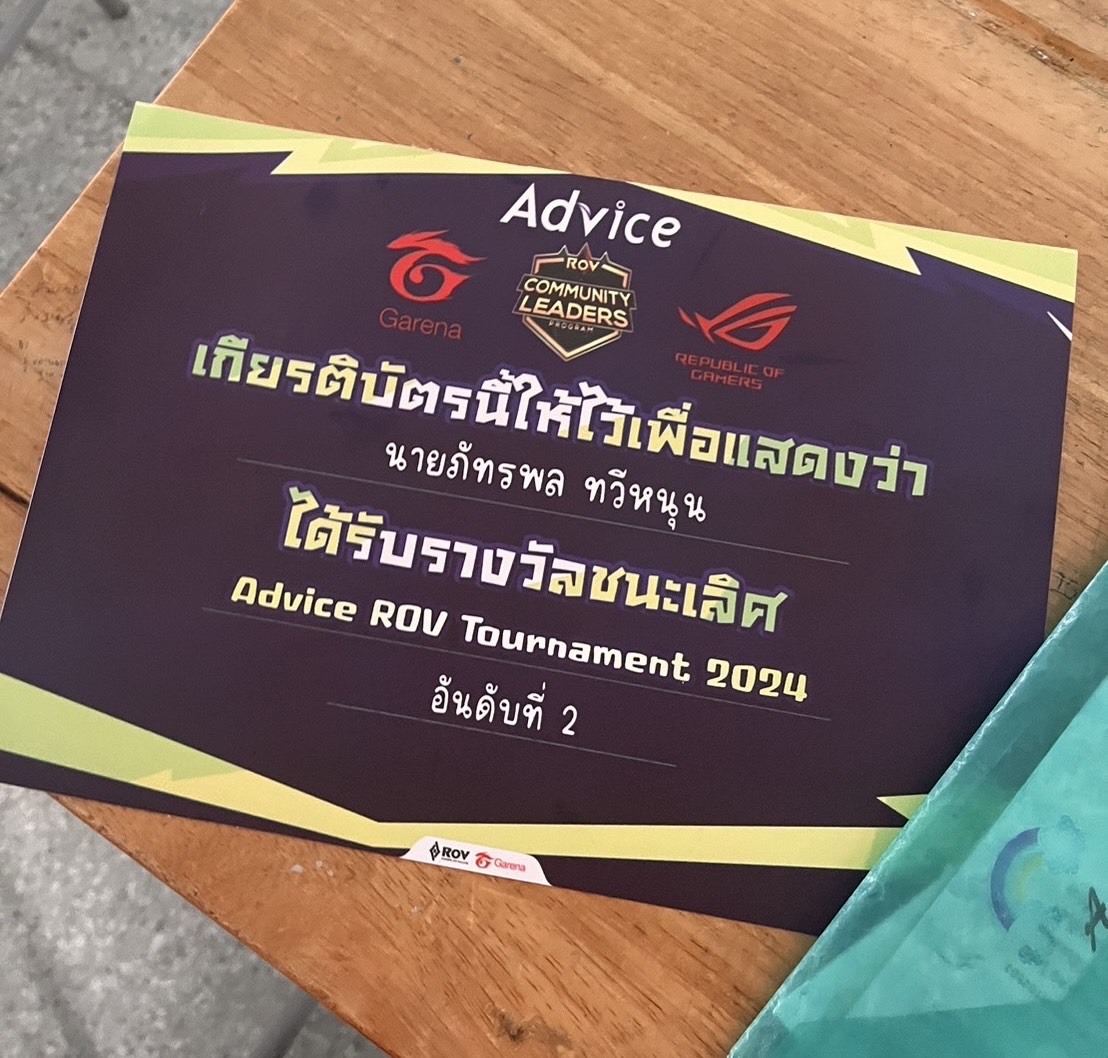 Advice
Garena
ROV
COMMUNITY
LEADERS
PROGRAM
REPUBLIC OF
GAMERS
เกียรติบัตรนี้ให้ไว้เพื่อแสดงว่า
นายภัทรพล ทวีหนุน
ได้รับรางวัลชนะเลิศ
Advice ROV Tournament 2024
อันดับที่ 2
ROV
Garena